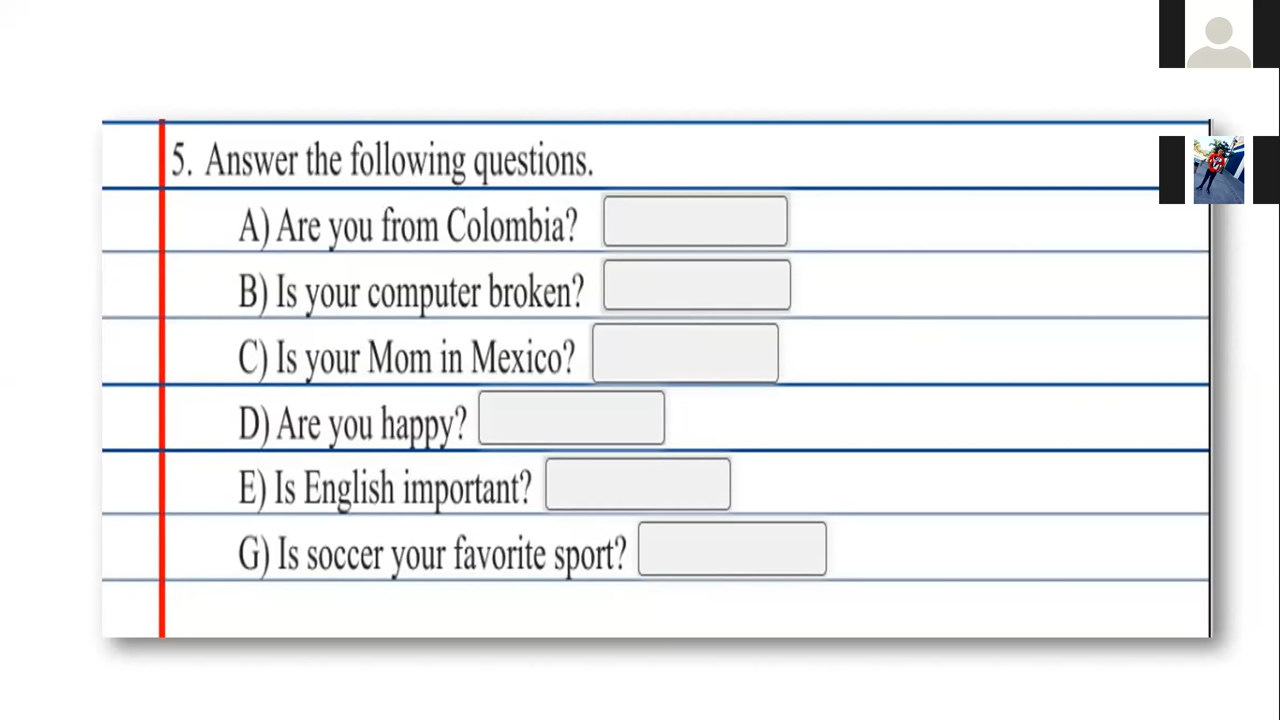 5. Answer the following questions.
A) Are you from Colombia?
B) Is your computer broken?
C) Is your Mom in Mexico?
D) Are you happy?
E) Is English important?
G) Is soccer your favorite sport?